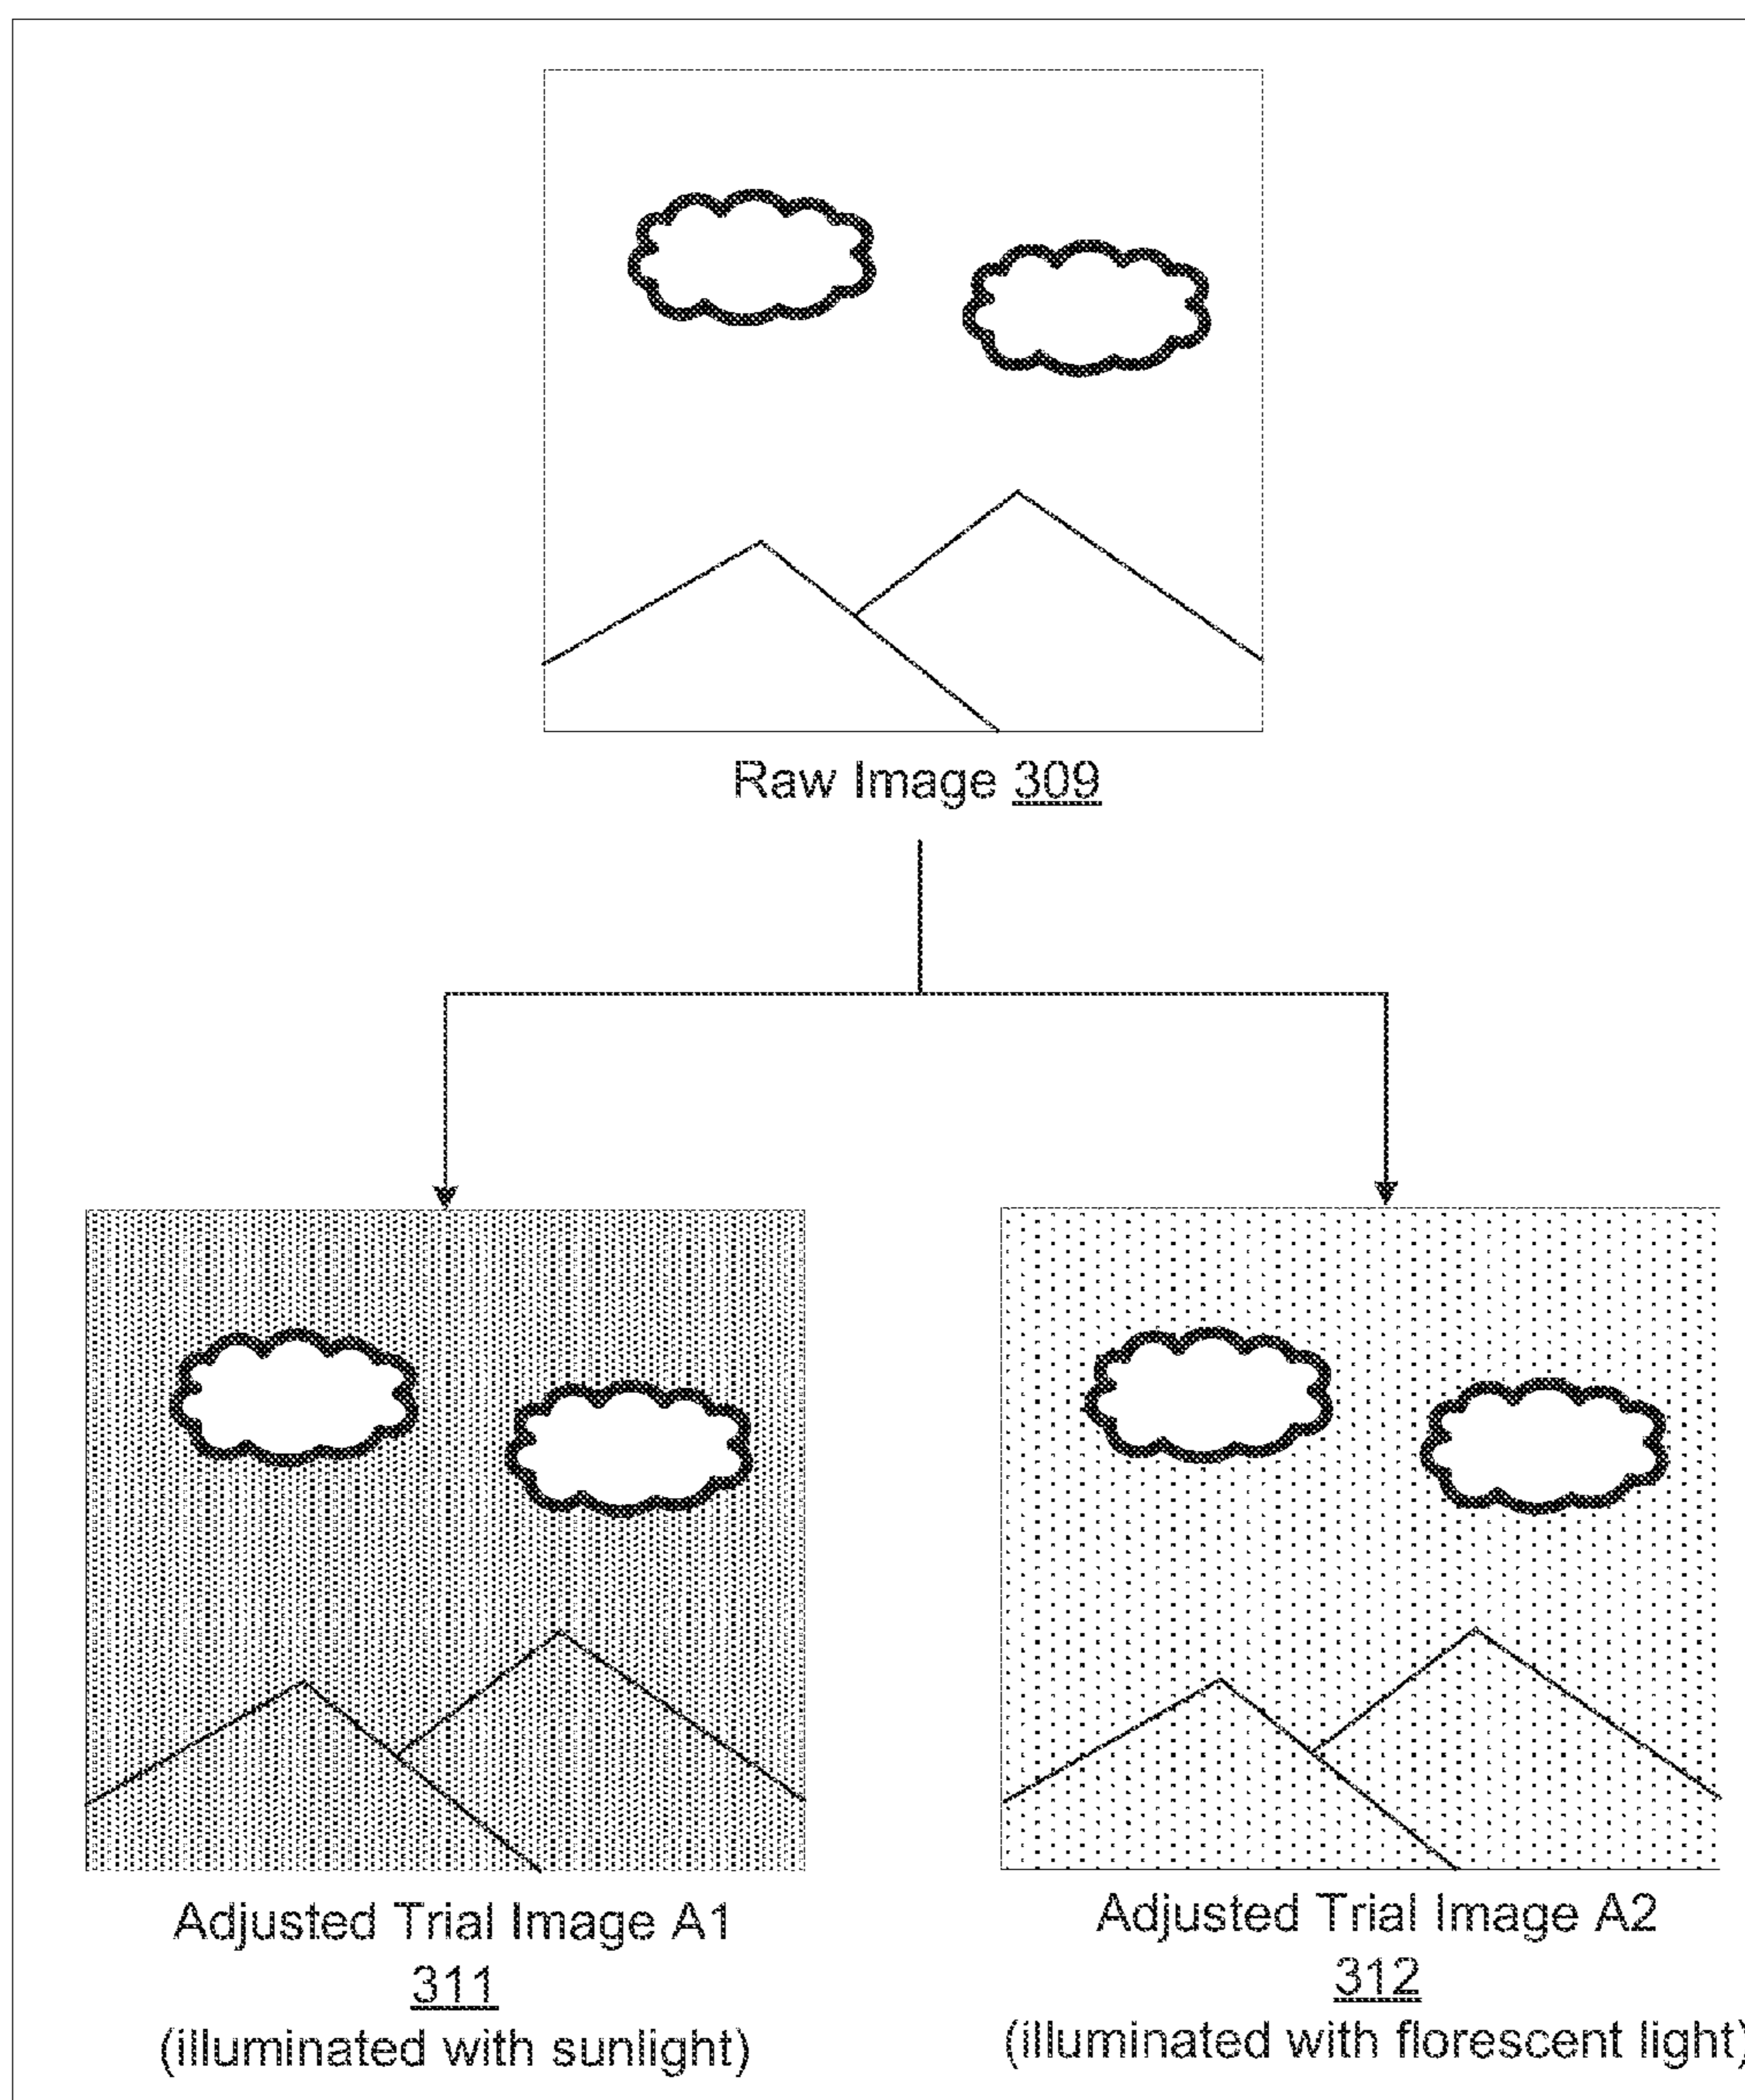 Raw Image 309
Adjusted Trial Image A1
311
(illuminated with sunlight)
Adjusted Trial Image A2
312
(illuminated with florescent light)